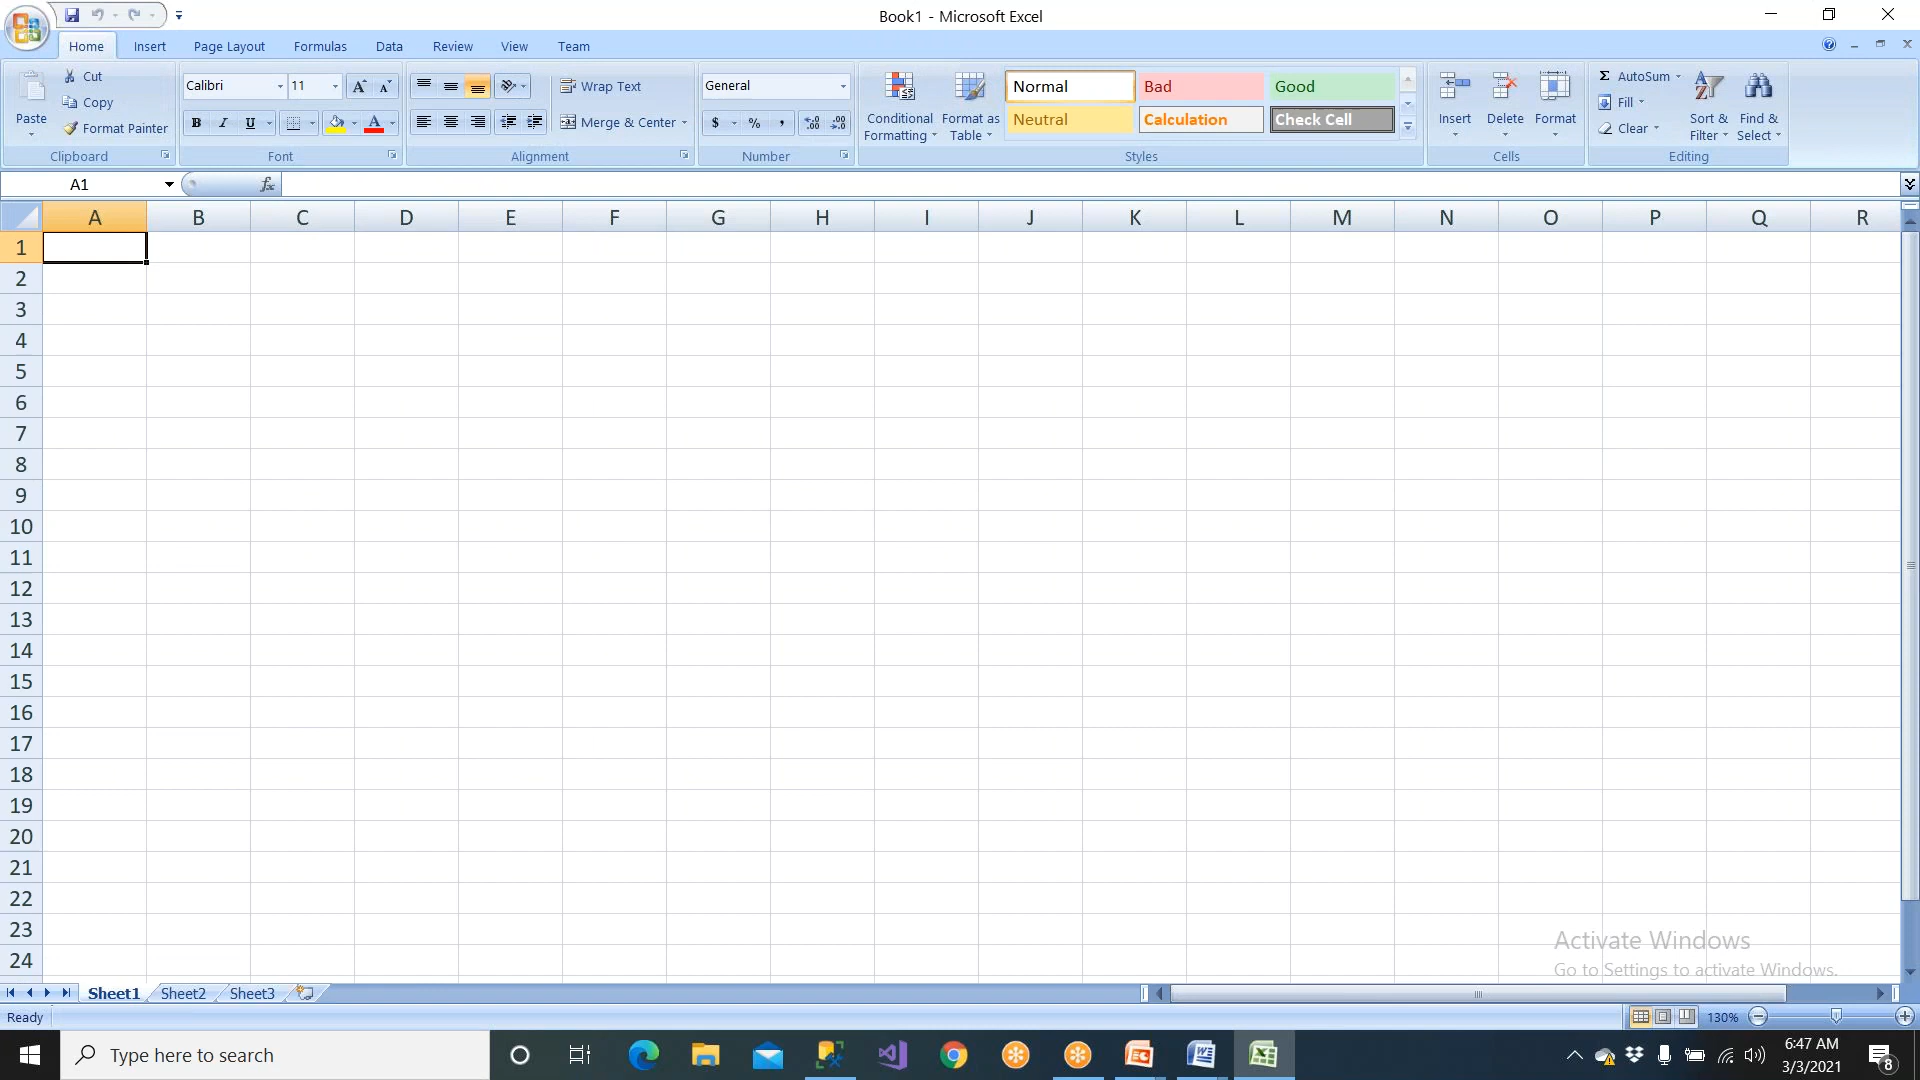 Book1 - Microsoft Excel
Home Insert Page Layout Formulas Data Review View Team
Paste
Cut
Copy
Format Painter
Clipboard
Calibri 11
B I U A
Font
Wrap Text
Merge & Center
Alignment
General
$ % ,
Number
Conditional Formatting
Format as Table
Normal Bad Good
Neutral Calculation Check Cell
Styles
Insert Delete Format
Cells
Σ AutoSum
Fill
Clear
Sort & Filter
Find & Select
Editing
A1 fx
A B C D E F G H I J K L M N O P Q R
1
2
3
4
5
6
7
8
9
10
11
12
13
14
15
16
17
18
19
20
21
22
23
24
Activate Windows
Go to Settings to activate Windows.
Sheet1 Sheet2 Sheet3
Ready 130%
Type here to search
6:47 AM
3/3/2021
8